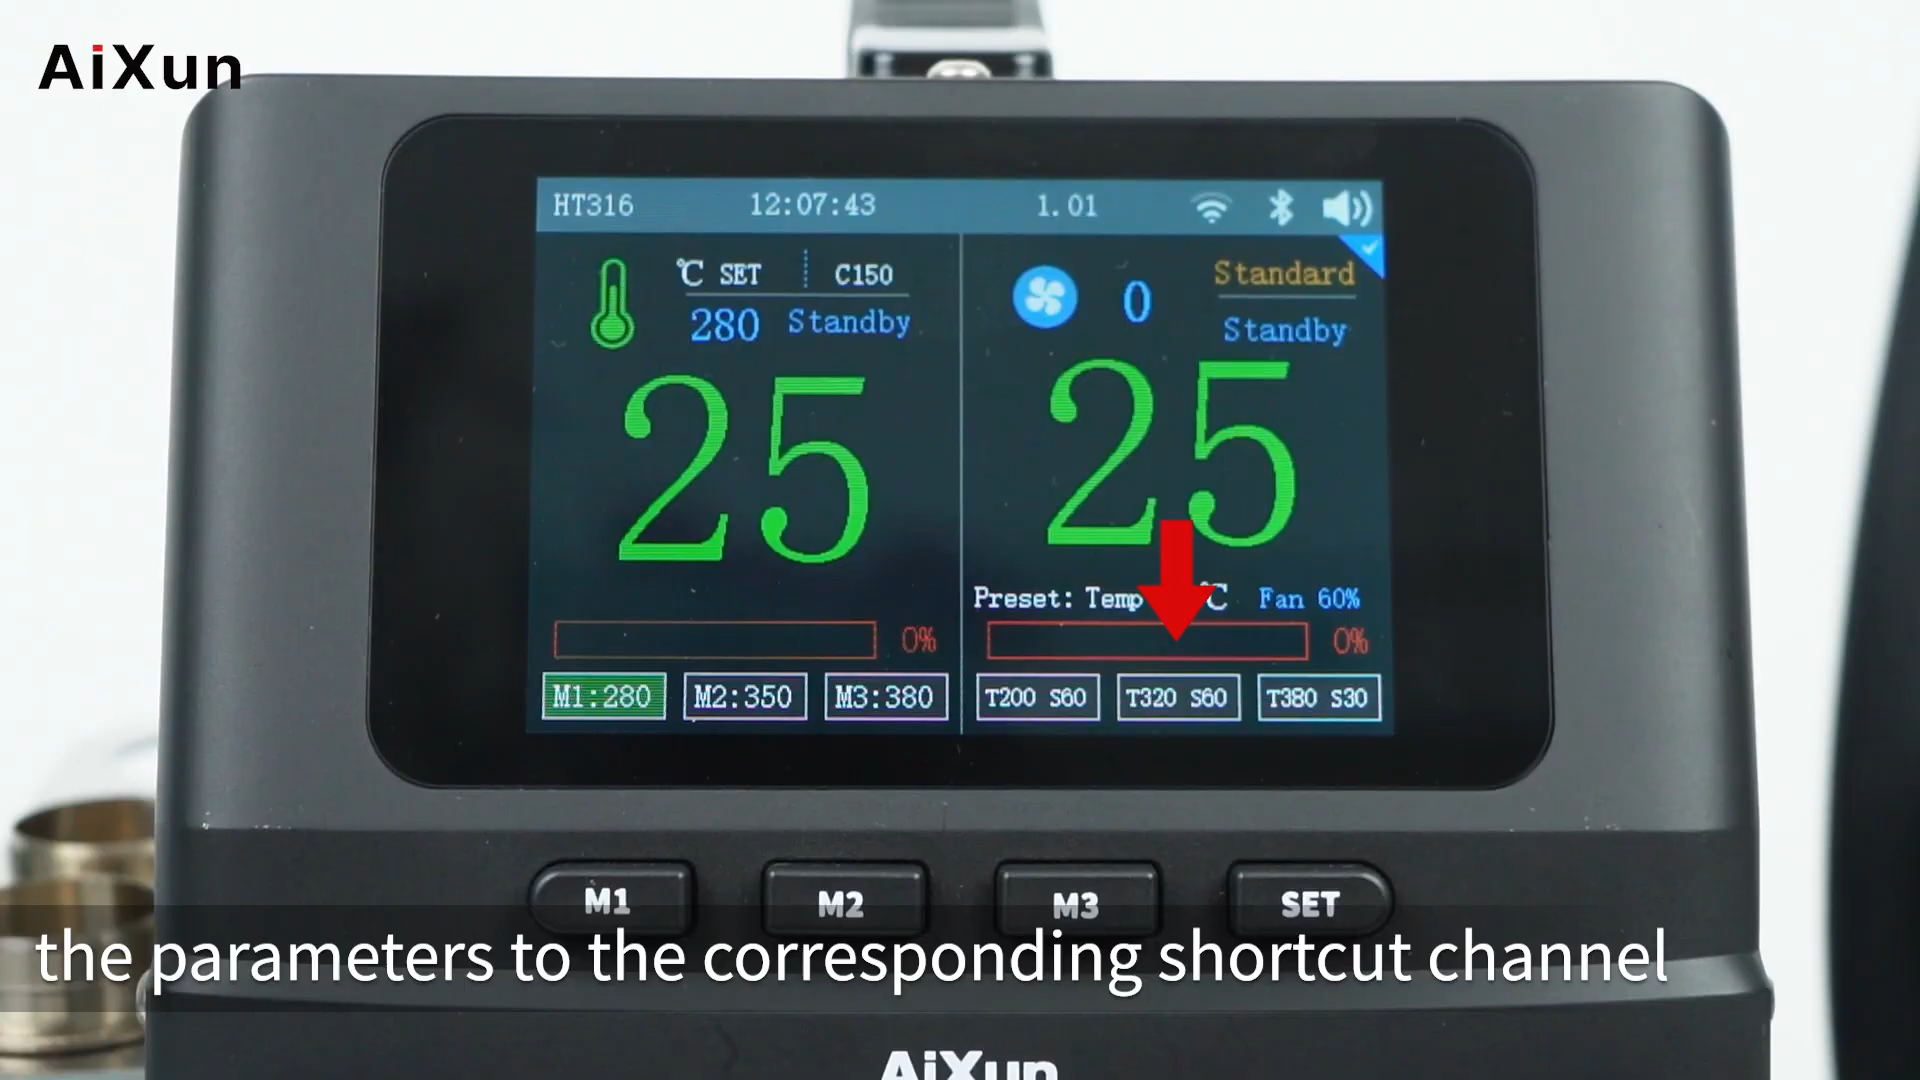 AiXun
HT316 12:07:43 1.01
℃ SET C150
280 Standby
25
0%
M1:280 M2:350 M3:380
0 Standard
Standby
25
Preset: Temp ℃ Fan 60%
0%
T200 S60 T320 S60 T380 S30
M1 M2 M3 SET
the parameters to the corresponding shortcut channel
AiXun